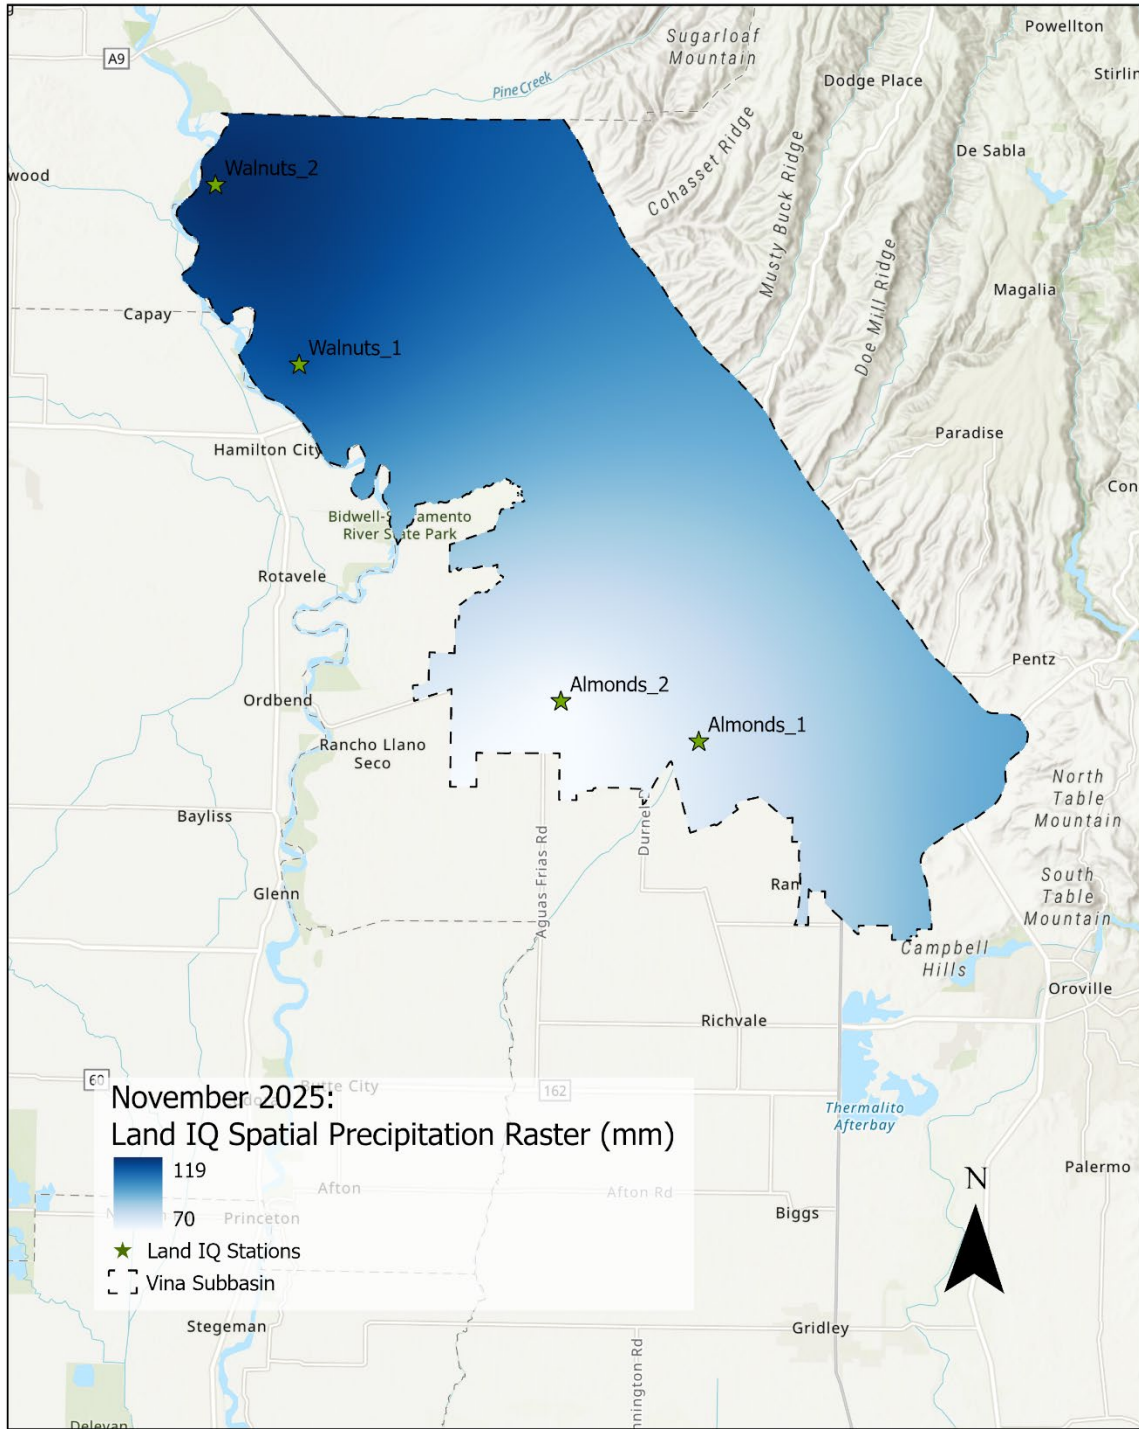 Powellton
Sugarloaf
Mountain
A9
Dodge Place
Stirlin
Pine Creek
De Sabla
Cohasset Ridge
Musty Buck Ridge
Walnuts_2
wood
Doe Mill Ridge
Magalia
Capay
Walnuts_1
Paradise
Hamilton City
Con
Bidwell-S
amento
River State Park
Rotavele
Pentz
Almonds_2
Ordbend
Almonds_1
Rancho Llano
Seco
North
Table
Mountain
Bayliss
Durnel
Aguas Frias Rd
South
Table
Mountain
Ran
Glenn
Campbell
Hills
Oroville
Richvale
60
Butte City
162
November 2025:
Land IQ Spatial Precipitation Raster (mm)
Thermalito
Afterbay
119
70
Palermo
N
Afton
Afton Rd
Biggs
Princeton
Land IQ Stations
Vina Subbasin
Stegeman
Gridley
nnington Rd
Delevan